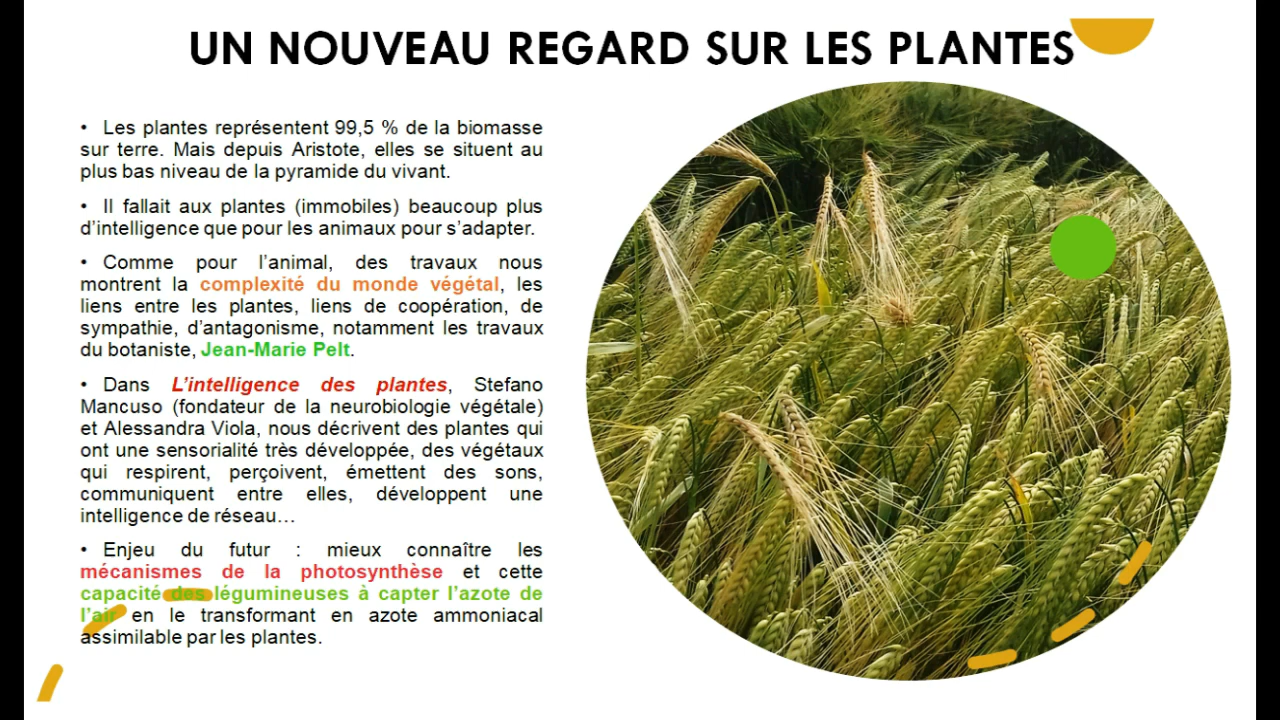 UN NOUVEAU REGARD SUR LES PLANTES
• Les plantes représentent 99,5 % de la biomasse
sur terre. Mais depuis Aristote, elles se situent au
plus bas niveau de la pyramide du vivant.
• Il fallait aux plantes (immobiles) beaucoup plus
d’intelligence que pour les animaux pour s’adapter.
• Comme pour l’animal, des travaux nous
montrent la complexité du monde végétal, les
liens entre les plantes, liens de coopération, de
sympathie, d’antagonisme, notamment les travaux
du botaniste, Jean-Marie Pelt.
• Dans L’intelligence des plantes, Stefano
Mancuso (fondateur de la neurobiologie végétale)
et Alessandra Viola, nous décrivent des plantes qui
ont une sensorialité très développée, des végétaux
qui respirent, perçoivent, émettent des sons,
communiquent entre elles, développent une
intelligence de réseau…
• Enjeu du futur : mieux connaître les
mécanismes de la photosynthèse et cette
capacité des légumineuses à capter l’azote de
l’air en le transformant en azote ammoniacal
assimilable par les plantes.